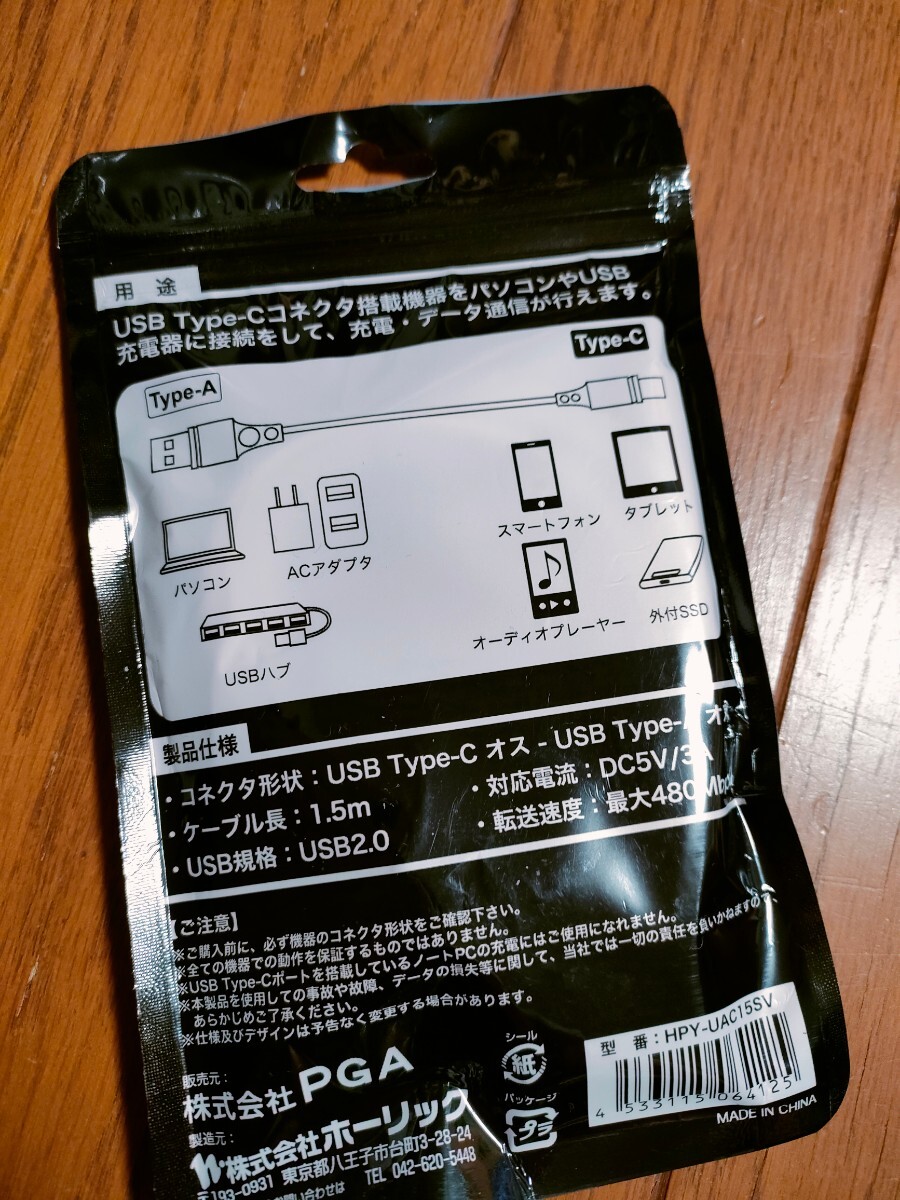 用 途
USB Type-Cコネクタ搭載機器をパソコンやUSB
充電器に接続をして、充電・データ通信が行えます。
Type-A
Type-C
パソコン
ACアダプタ
USBハブ
スマートフォン
タブレット
オーディオプレーヤー
外付SSD
製品仕様
・コネクタ形状：USB Type-C オス - USB Type-A オス
・ケーブル長：1.5m
・対応電流：DC5V/3A
・USB規格：USB2.0
・転送速度：最大480Mbps
【ご注意】
※ご購入前に、必ず機器のコネクタ形状をご確認下さい。
※全ての機器での動作を保証するものではありません。
※USB Type-Cポートを搭載しているノートPCの充電にはご使用になれません。
※本製品を使用しての事故や故障、データの損失等に関して、当社では一切の責任を負いかねますので、
あらかじめご了承ください。
※仕様及びデザインは予告なく変更する場合があります。
販売元：
株式会社 PGA
製造元：
株式会社ホーリック
〒193-0931 東京都八王子市台町3-28-24
お問い合わせは TEL 042-620-5448
シール
紙
パッケージ
プラ
型 番：HPY-UAC15SV
4 533115 064125
MADE IN CHINA